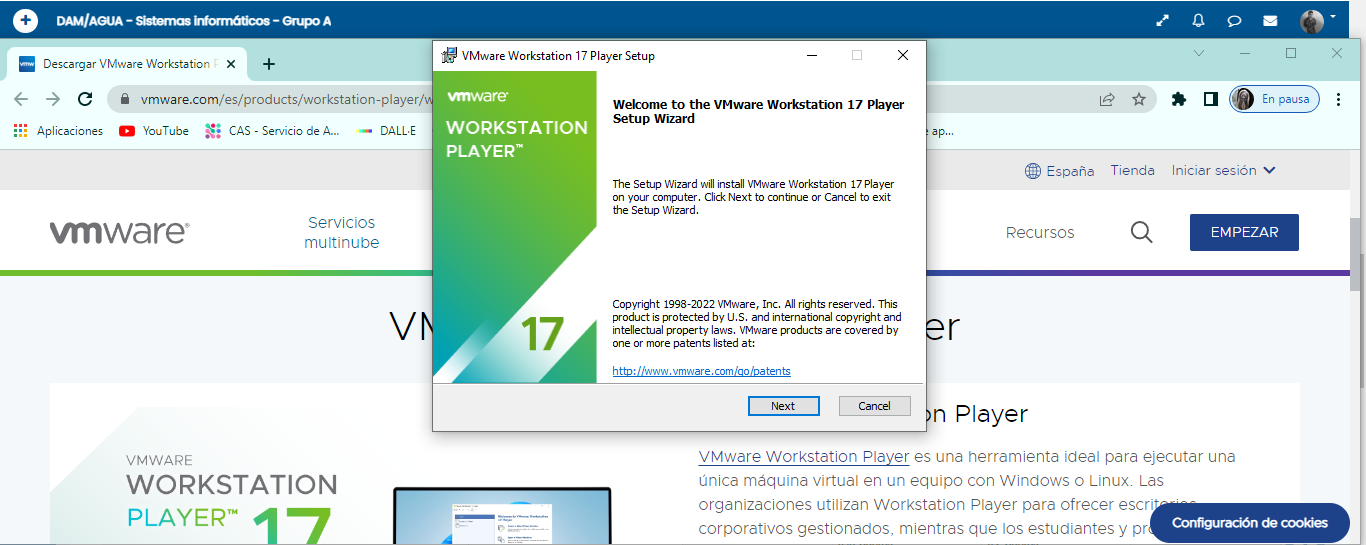 DAM/AGUA - Sistemas informáticos - Grupo A
VMware Workstation 17 Player Setup
Descargar VMware Workstation P
vmware.com/es/products/workstation-player/w
En pausa
Aplicaciones
YouTube
CAS - Servicio de A...
DALL·E
e ap...
España
Tienda
Iniciar sesión
vmware
Servicios
multinube
Recursos
EMPEZAR
vmware
WORKSTATION
PLAYER™
17
Welcome to the VMware Workstation 17 Player
Setup Wizard
The Setup Wizard will install VMware Workstation 17 Player
on your computer. Click Next to continue or Cancel to exit
the Setup Wizard.
Copyright 1998-2022 VMware, Inc. All rights reserved. This
product is protected by U.S. and international copyright and
intellectual property laws. VMware products are covered by
one or more patents listed at:
http://www.vmware.com/go/patents
Next
Cancel
VM
er
VMWARE
WORKSTATION
PLAYER™ 17
on Player
VMware Workstation Player es una herramienta ideal para ejecutar una
única máquina virtual en un equipo con Windows o Linux. Las
organizaciones utilizan Workstation Player para ofrecer escritorios
corporativos gestionados, mientras que los estudiantes y pr
Configuración de cookies